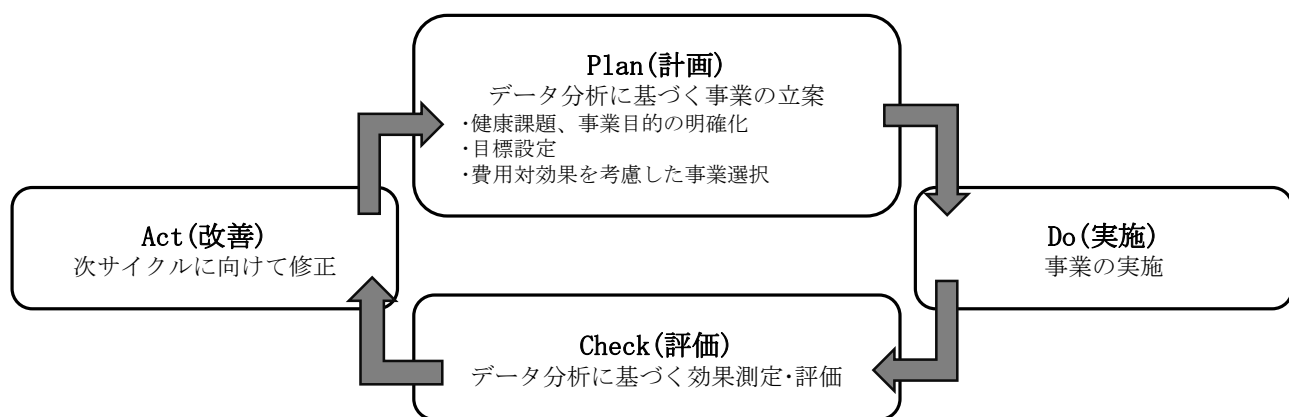 Plan(計画)
データ分析に基づく事業の立案
･健康課題、事業目的の明確化
･目標設定
･費用対効果を考慮した事業選択
Act(改善)
次サイクルに向けて修正
Do(実施)
事業の実施
Check(評価)
データ分析に基づく効果測定･評価